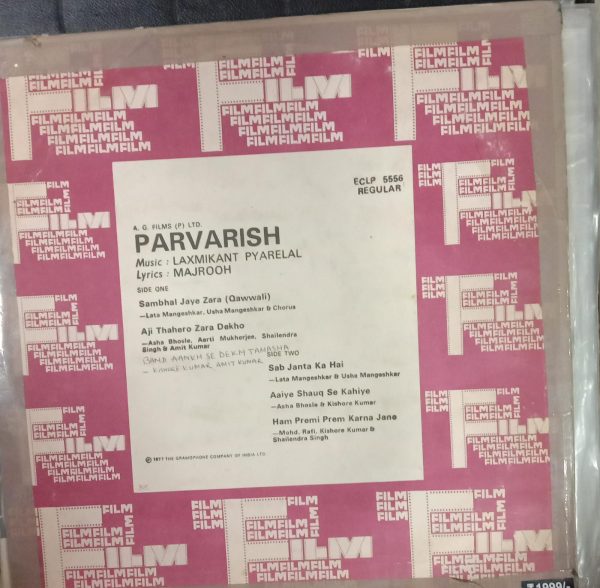 FILM
FILM
FILMFILMFILM
FILMFILMFILM
ECLP 5556
REGULAR
A. G. FILMS (P) LTD.
PARVARISH
Music : LAXMIKANT PYARELAL
Lyrics : MAJROOH
SIDE ONE
Sambhal Jaye Zara (Qawwali)
—Lata Mangeshkar, Usha Mangeshkar & Chorus
Aji Thahero Zara Dekho
—Asha Bhosle, Aarti Mukherjee, Shailendra
Singh & Amit Kumar
BAND AANKH SE DEKH TAMASHA
- KISHORE KUMAR AMIT KUMAR
SIDE TWO
Sab Janta Ka Hai
—Lata Mangeshkar & Usha Mangeshkar
Aaiye Shauq Se Kahiye
—Asha Bhosle & Kishore Kumar
Ham Premi Prem Karna Jane
—Mohd. Rafi, Kishore Kumar &
Shailendra Singh
℗ 1977 THE GRAMOPHONE COMPANY OF INDIA LTD.
₹1999/-